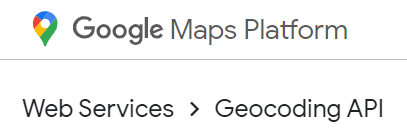 Google Maps Platform
Web Services > Geocoding API